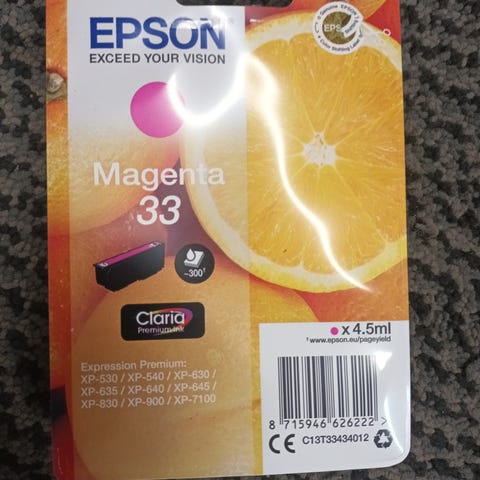 EPSON
EXCEED YOUR VISION
Magenta
33
~300†
Claria
Premium Ink
Expression Premium:
XP-530 / XP-540 / XP-630 /
XP-635 / XP-640 / XP-645 /
XP-830 / XP-900 / XP-7100
x 4.5ml
† www.epson.eu/pageyield
8 715946 626222 >
CE C13T33434012